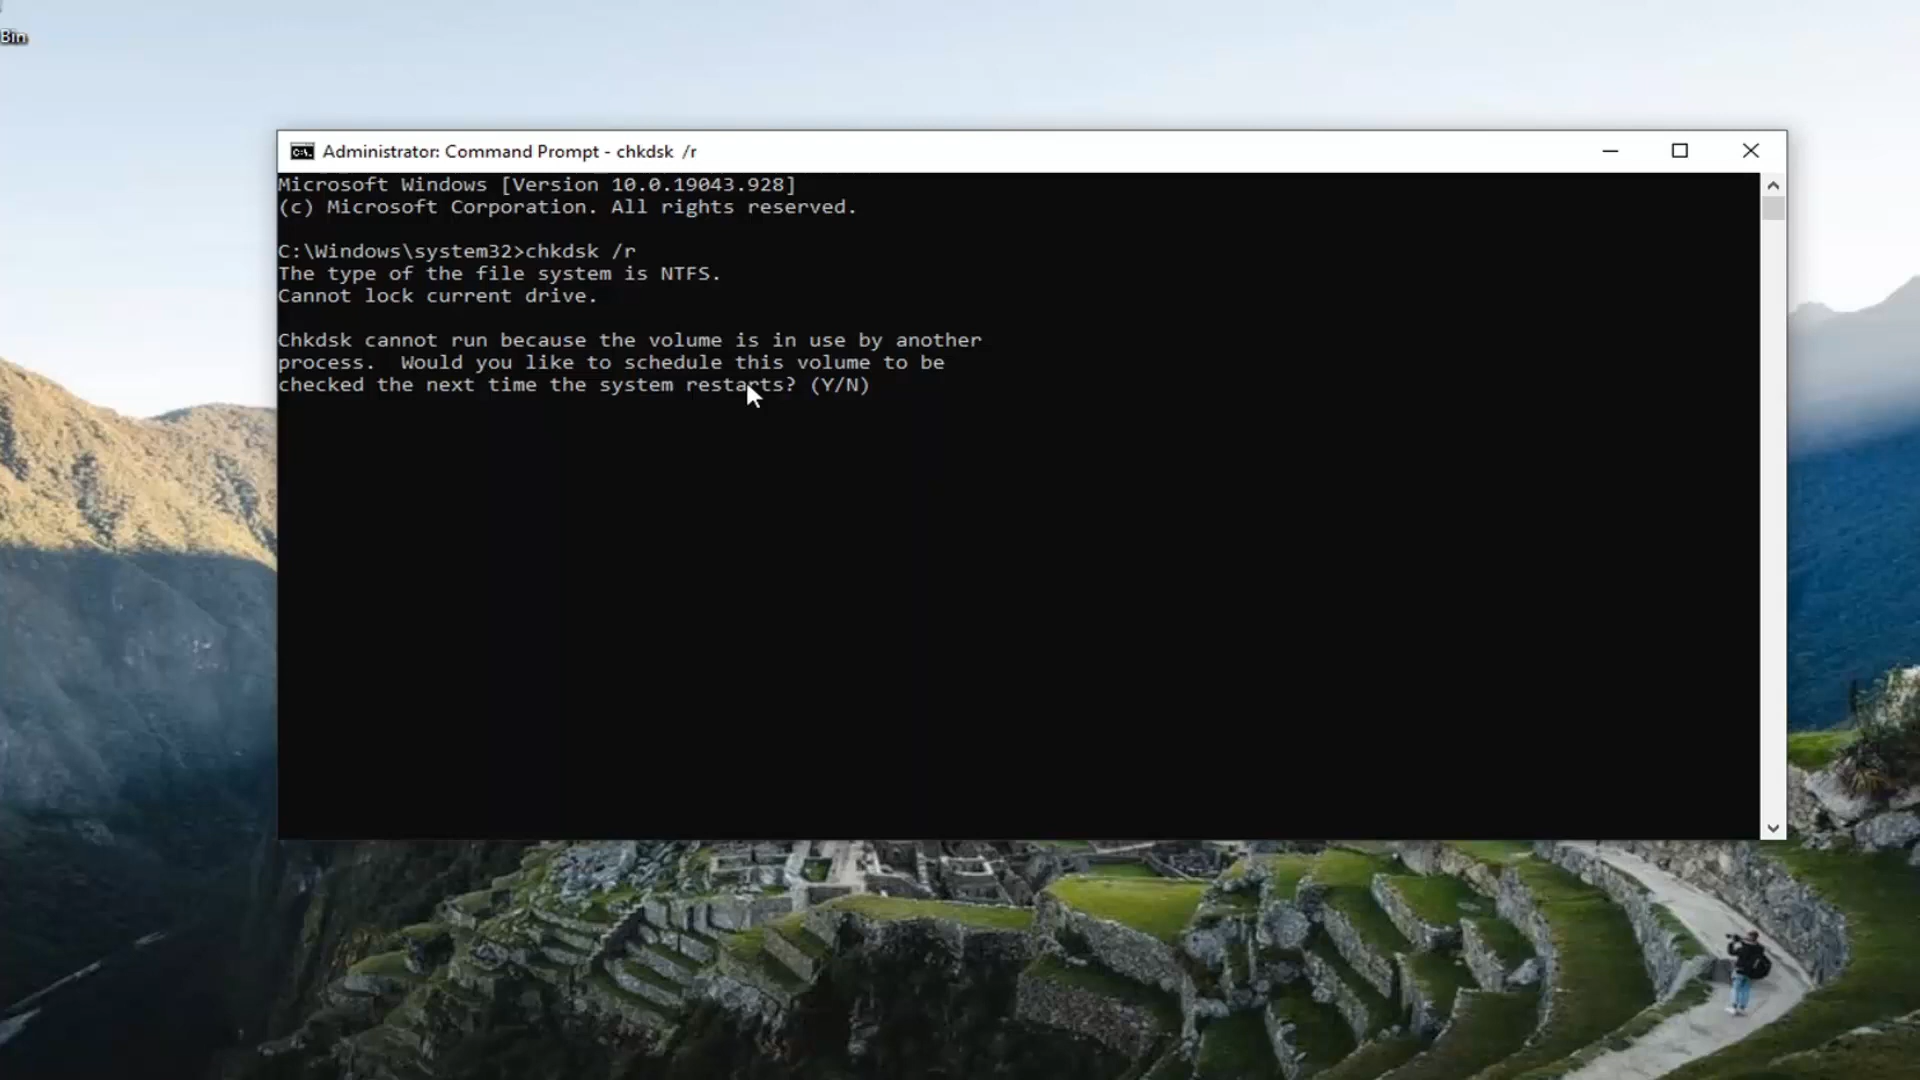 Bin
Administrator: Command Prompt - chkdsk /r
Microsoft Windows [Version 10.0.19043.928]
(c) Microsoft Corporation. All rights reserved.
C:\Windows\system32>chkdsk /r
The type of the file system is NTFS.
Cannot lock current drive.
Chkdsk cannot run because the volume is in use by another
process.  Would you like to schedule this volume to be
checked the next time the system restarts? (Y/N)